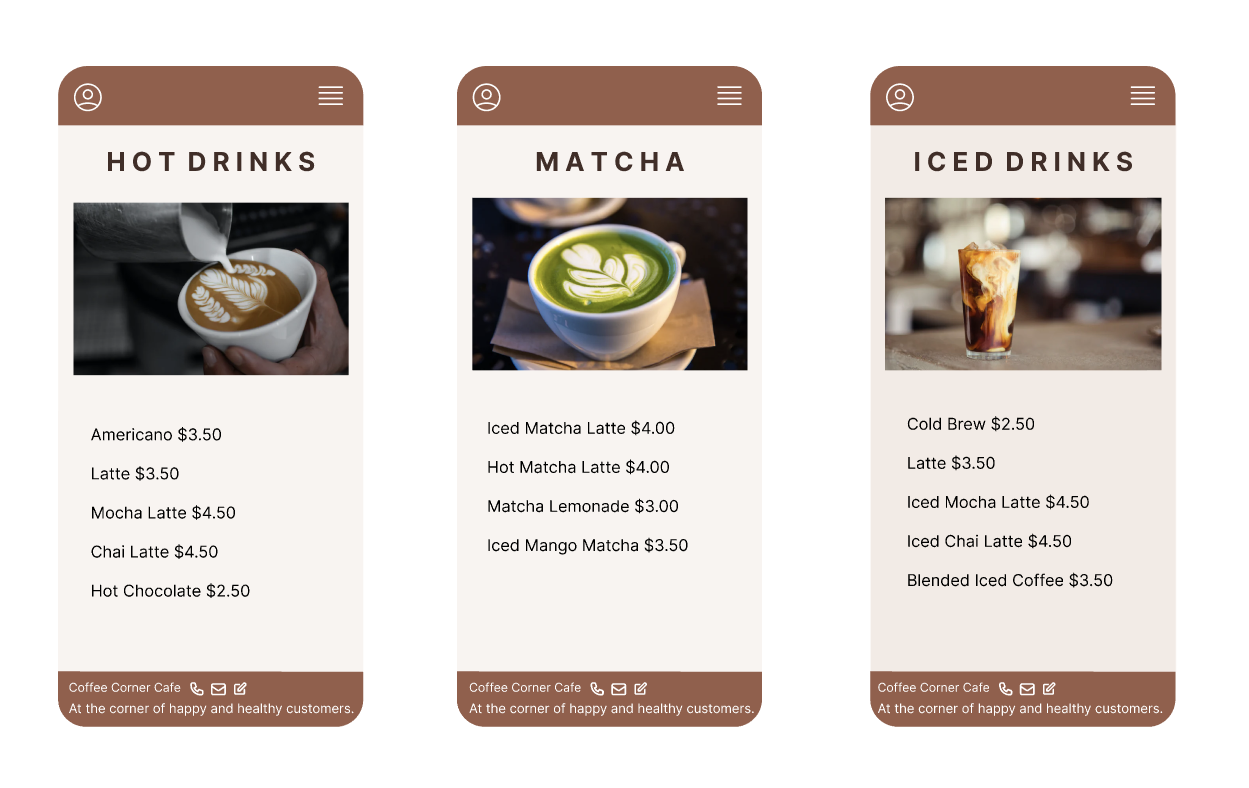 HOT DRINKS
Americano $3.50
Latte $3.50
Mocha Latte $4.50
Chai Latte $4.50
Hot Chocolate $2.50
Coffee Corner Cafe
At the corner of happy and healthy customers.
MATCHA
Iced Matcha Latte $4.00
Hot Matcha Latte $4.00
Matcha Lemonade $3.00
Iced Mango Matcha $3.50
Coffee Corner Cafe
At the corner of happy and healthy customers.
ICED DRINKS
Cold Brew $2.50
Latte $3.50
Iced Mocha Latte $4.50
Iced Chai Latte $4.50
Blended Iced Coffee $3.50
Coffee Corner Cafe
At the corner of happy and healthy customers.